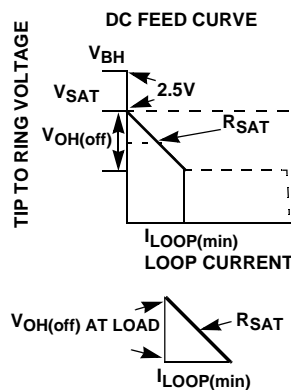 DC FEED CURVE
TIP TO RING VOLTAGE
VBH
VSAT
2.5V
VOH(off)
RSAT
ILOOP(min)
LOOP CURRENT
VOH(off) AT LOAD
RSAT
ILOOP(min)